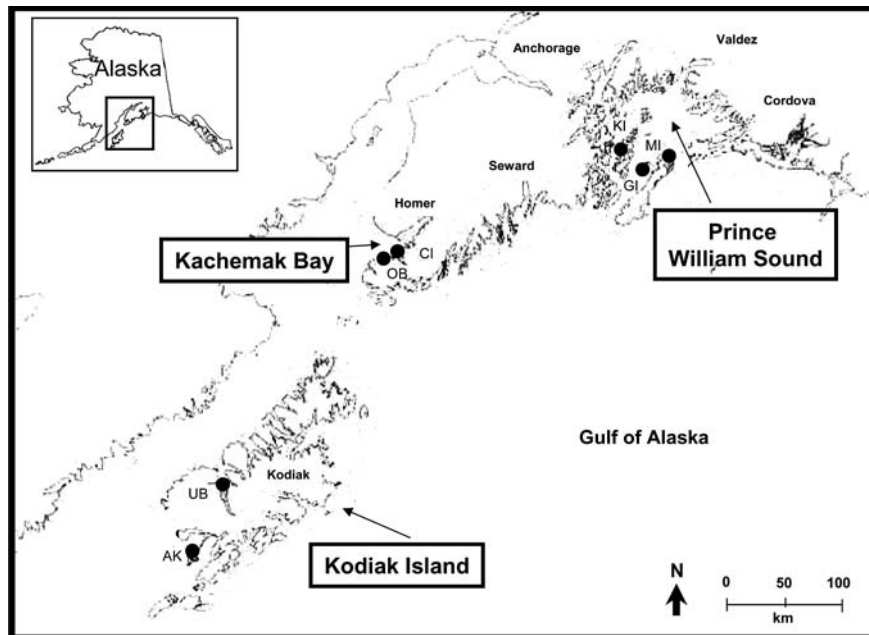 Alaska
Anchorage
Valdez
Cordova
KI
MI
GI
Seward
Prince
William Sound
Homer
Kachemak Bay
CI
OB
Gulf of Alaska
Kodiak
UB
AK
Kodiak Island
N
0 50 100
km